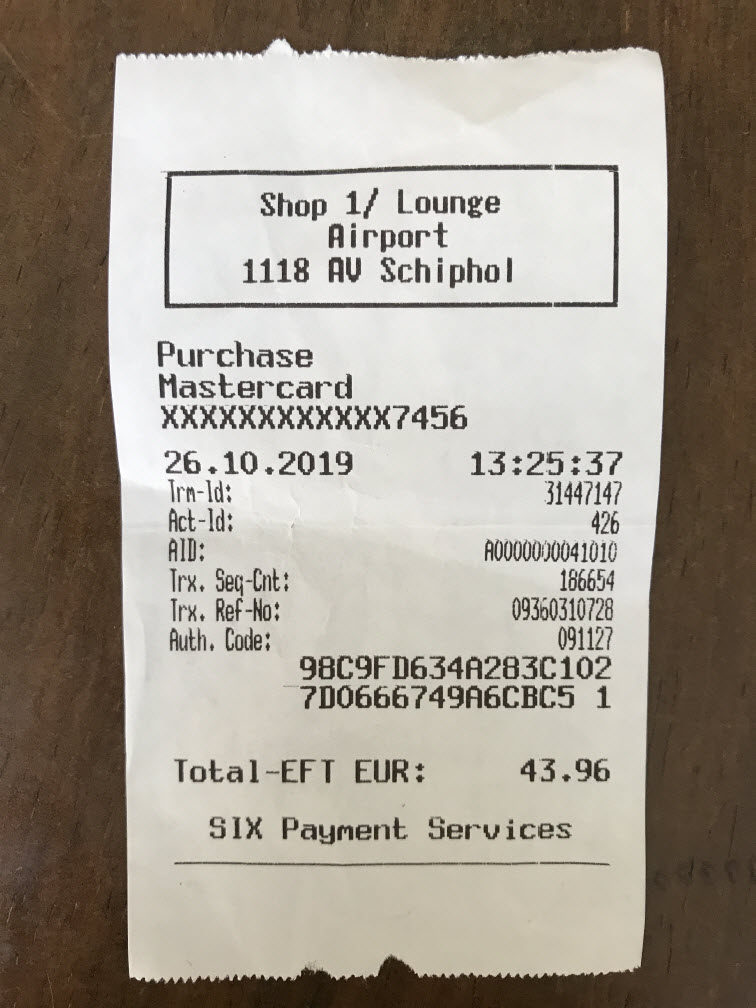 Shop 1/ Lounge
Airport
1118 AV Schiphol
Purchase
Mastercard
XXXXXXXXXXXX7456
26.10.2019 13:25:37
Trm-Id: 31447147
Act-Id: 426
AID: A0000000041010
Trx. Seq-Cnt: 186654
Trx. Ref-No: 09360310728
Auth. Code: 091127
98C9FD634A283C102
7D0666749A6CBC5 1
Total-EFT EUR: 43.96
SIX Payment Services